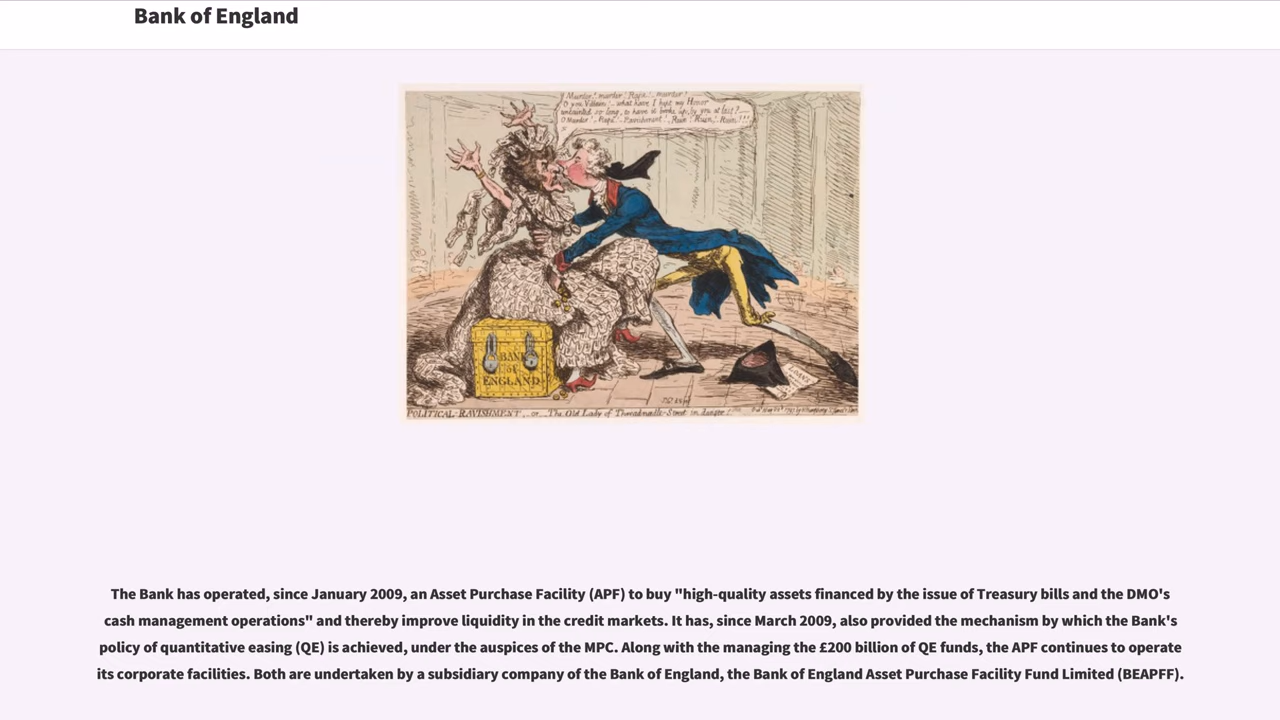 Bank of England
Murder! murder! Rape! murder!
O you Villain! what have I kept my Honor
untainted so long, to have it broke up by you at last?
O Murder! Rape! Ravishment! Ruin! Ruin! Ruin!!!
BANK
OF
ENGLAND
POLITICAL-RAVISHMENT, or The Old Lady of Threadneedle-Street in danger!
The Bank has operated, since January 2009, an Asset Purchase Facility (APF) to buy "high-quality assets financed by the issue of Treasury bills and the DMO's
cash management operations" and thereby improve liquidity in the credit markets. It has, since March 2009, also provided the mechanism by which the Bank's
policy of quantitative easing (QE) is achieved, under the auspices of the MPC. Along with the managing the £200 billion of QE funds, the APF continues to operate
its corporate facilities. Both are undertaken by a subsidiary company of the Bank of England, the Bank of England Asset Purchase Facility Fund Limited (BEAPFF).